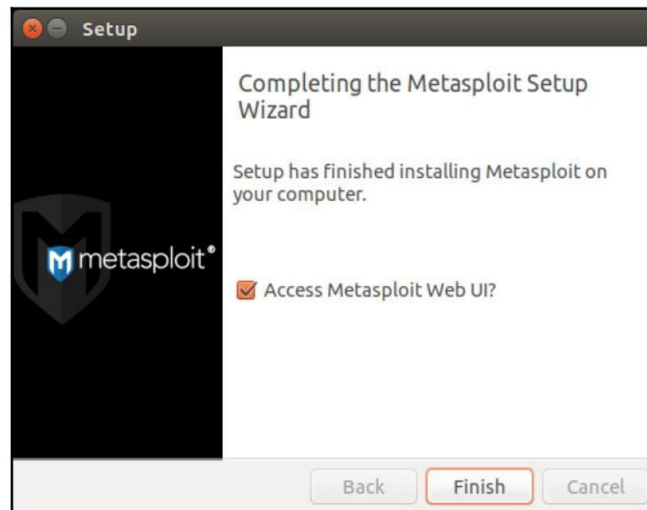 Setup
Completing the Metasploit Setup
Wizard
Setup has finished installing Metasploit on
your computer.
metasploit®
Access Metasploit Web UI?
Back
Finish
Cancel